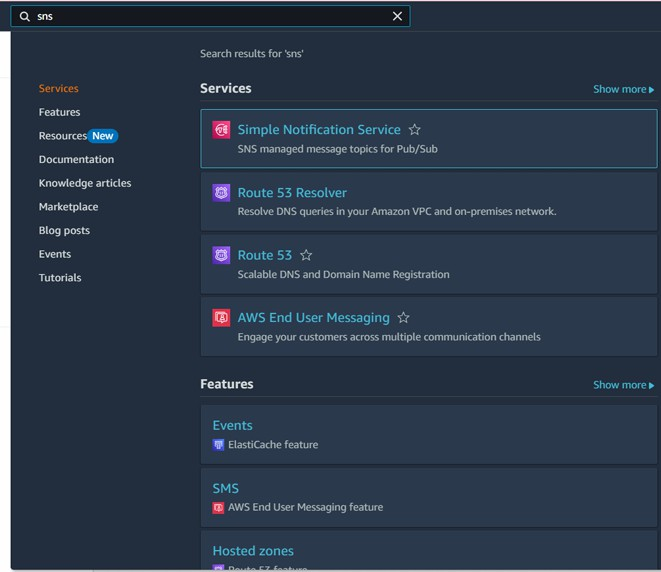 sns
Search results for 'sns'
Services
Features
Resources New
Documentation
Knowledge articles
Marketplace
Blog posts
Events
Tutorials
Services
Show more
Simple Notification Service
SNS managed message topics for Pub/Sub
Route 53 Resolver
Resolve DNS queries in your Amazon VPC and on-premises network.
Route 53
Scalable DNS and Domain Name Registration
AWS End User Messaging
Engage your customers across multiple communication channels
Features
Show more
Events
ElastiCache feature
SMS
AWS End User Messaging feature
Hosted zones
Route 53 feature